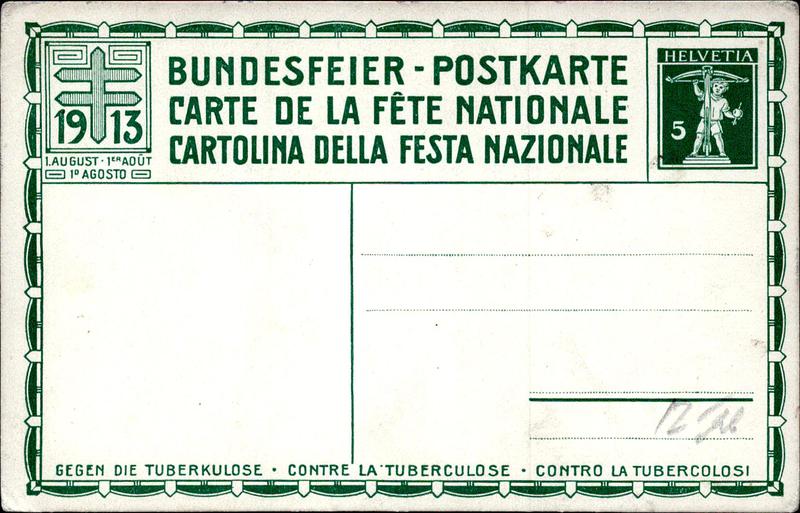 1913
1. AUGUST · 1ER AOÛT
1º AGOSTO
BUNDESFEIER - POSTKARTE
CARTE DE LA FÊTE NATIONALE
CARTOLINA DELLA FESTA NAZIONALE
HELVETIA
5
GEGEN DIE TUBERKULOSE · CONTRE LA TUBERCULOSE · CONTRO LA TUBERCOLOSI